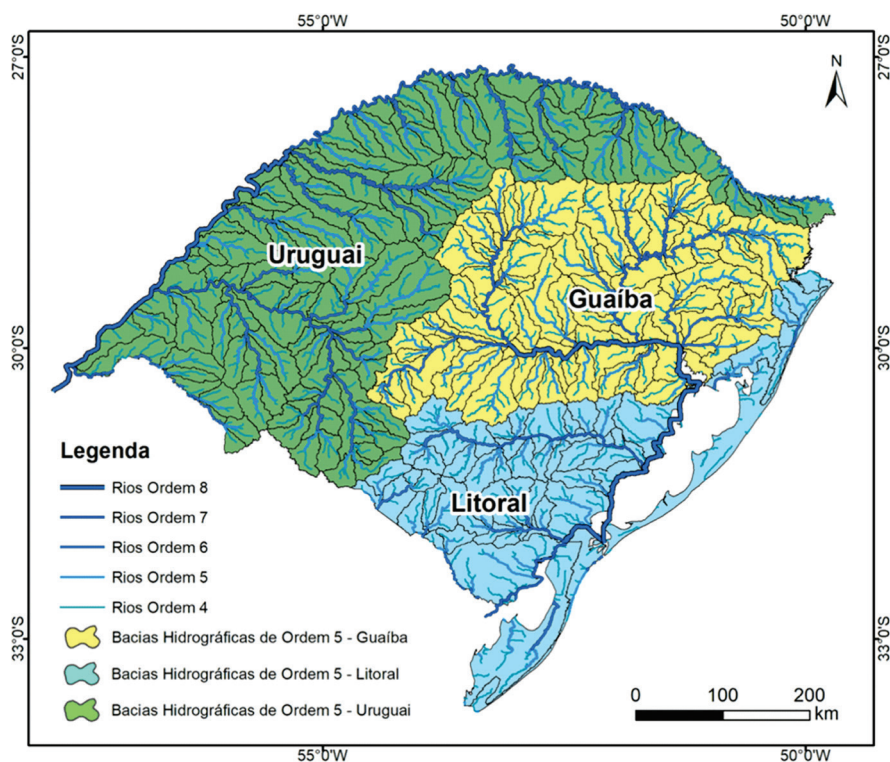 55°0'W
50°0'W
27°0'S
27°0'S
N
Uruguai
Guaíba
30°0'S
30°0'S
Legenda
Rios Ordem 8
Rios Ordem 7
Rios Ordem 6
Rios Ordem 5
Rios Ordem 4
Litoral
33°0'S
33°0'S
Bacias Hidrográficas de Ordem 5 - Guaíba
Bacias Hidrográficas de Ordem 5 - Litoral
Bacias Hidrográficas de Ordem 5 - Uruguai
0 100 200
km
55°0'W
50°0'W